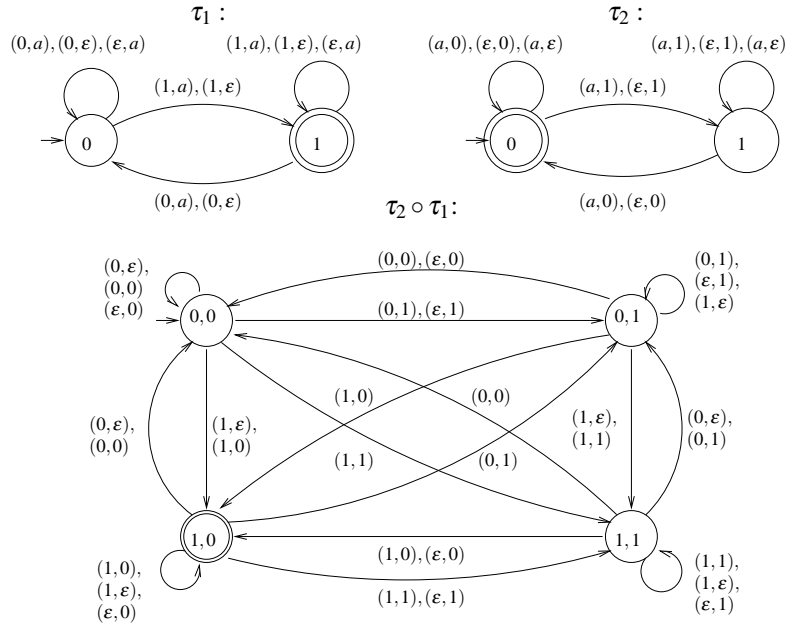 τ₁ :
τ₂ :
(0,a),(0,ε),(ε,a)
(1,a),(1,ε),(ε,a)
(a,0),(ε,0),(a,ε)
(a,1),(ε,1),(a,ε)
(1,a),(1,ε)
(a,1),(ε,1)
0
1
0
1
(0,a),(0,ε)
(a,0),(ε,0)
τ₂ ∘ τ₁:
(0,ε),
(0,0)
(ε,0)
(0,0),(ε,0)
(0,1),
(ε,1),
(1,ε)
0,0
(0,1),(ε,1)
0,1
(0,ε),
(0,0)
(1,ε),
(1,0)
(1,0)
(0,0)
(1,1)
(0,1)
(1,ε),
(1,1)
(0,ε),
(0,1)
1,0
1,1
(1,0),(ε,0)
(1,0),
(1,ε),
(ε,0)
(1,1),(ε,1)
(1,1),
(1,ε),
(ε,1)